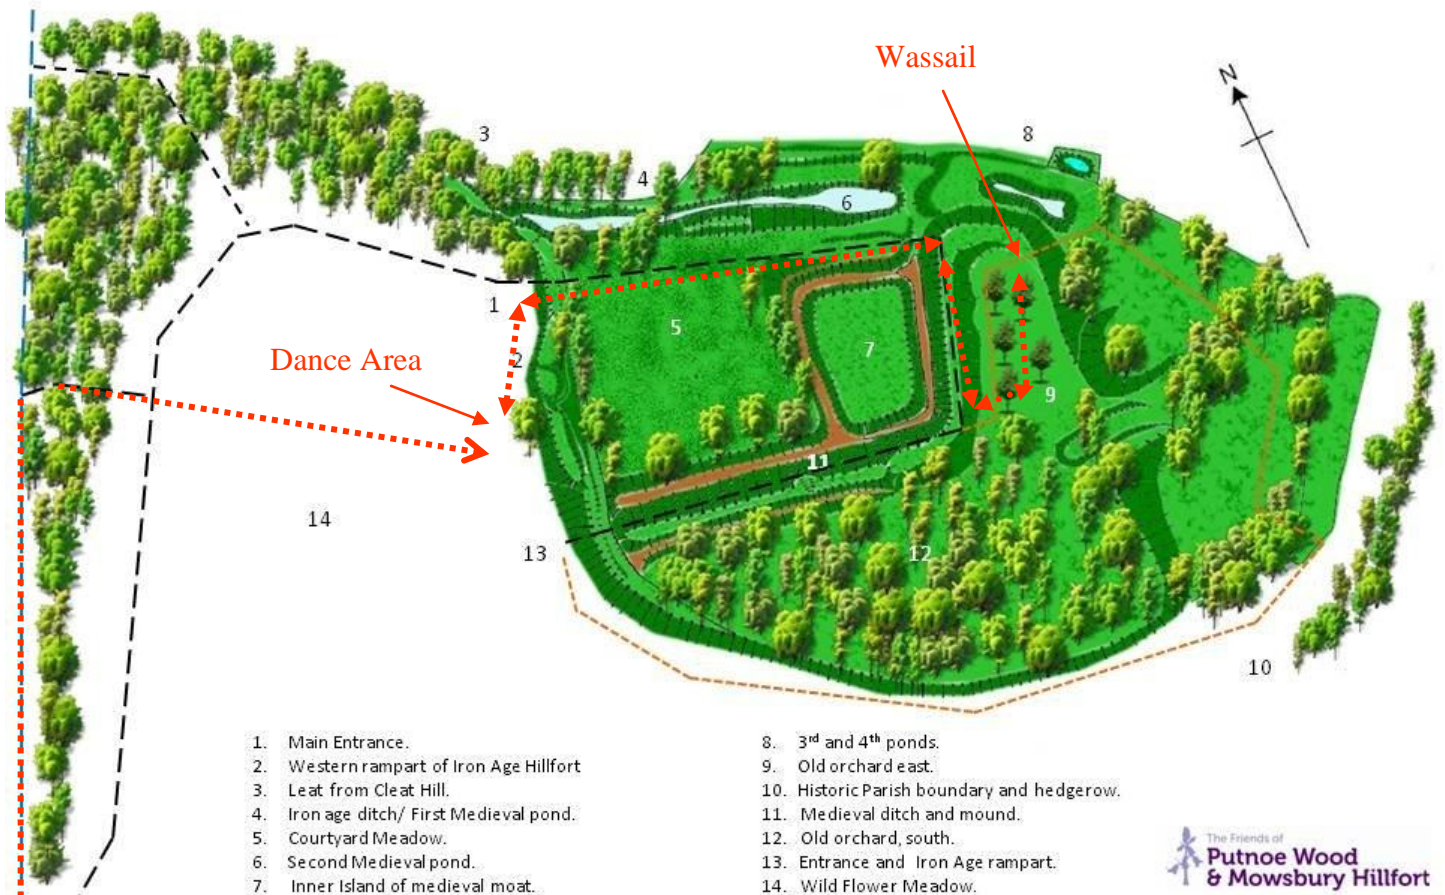 Wassail
N
3
8
4
6
1
5
2
7
Dance Area
9
11
14
13
12
10
1. Main Entrance.
2. Western rampart of Iron Age Hillfort
3. Leat from Cleat Hill.
4. Iron age ditch/ First Medieval pond.
5. Courtyard Meadow.
6. Second Medieval pond.
7. Inner Island of medieval moat.
8. 3rd and 4th ponds.
9. Old orchard east.
10. Historic Parish boundary and hedgerow.
11. Medieval ditch and mound.
12. Old orchard, south.
13. Entrance and Iron Age rampart.
14. Wild Flower Meadow.
The Friends of
Putnoe Wood
& Mowsbury Hillfort